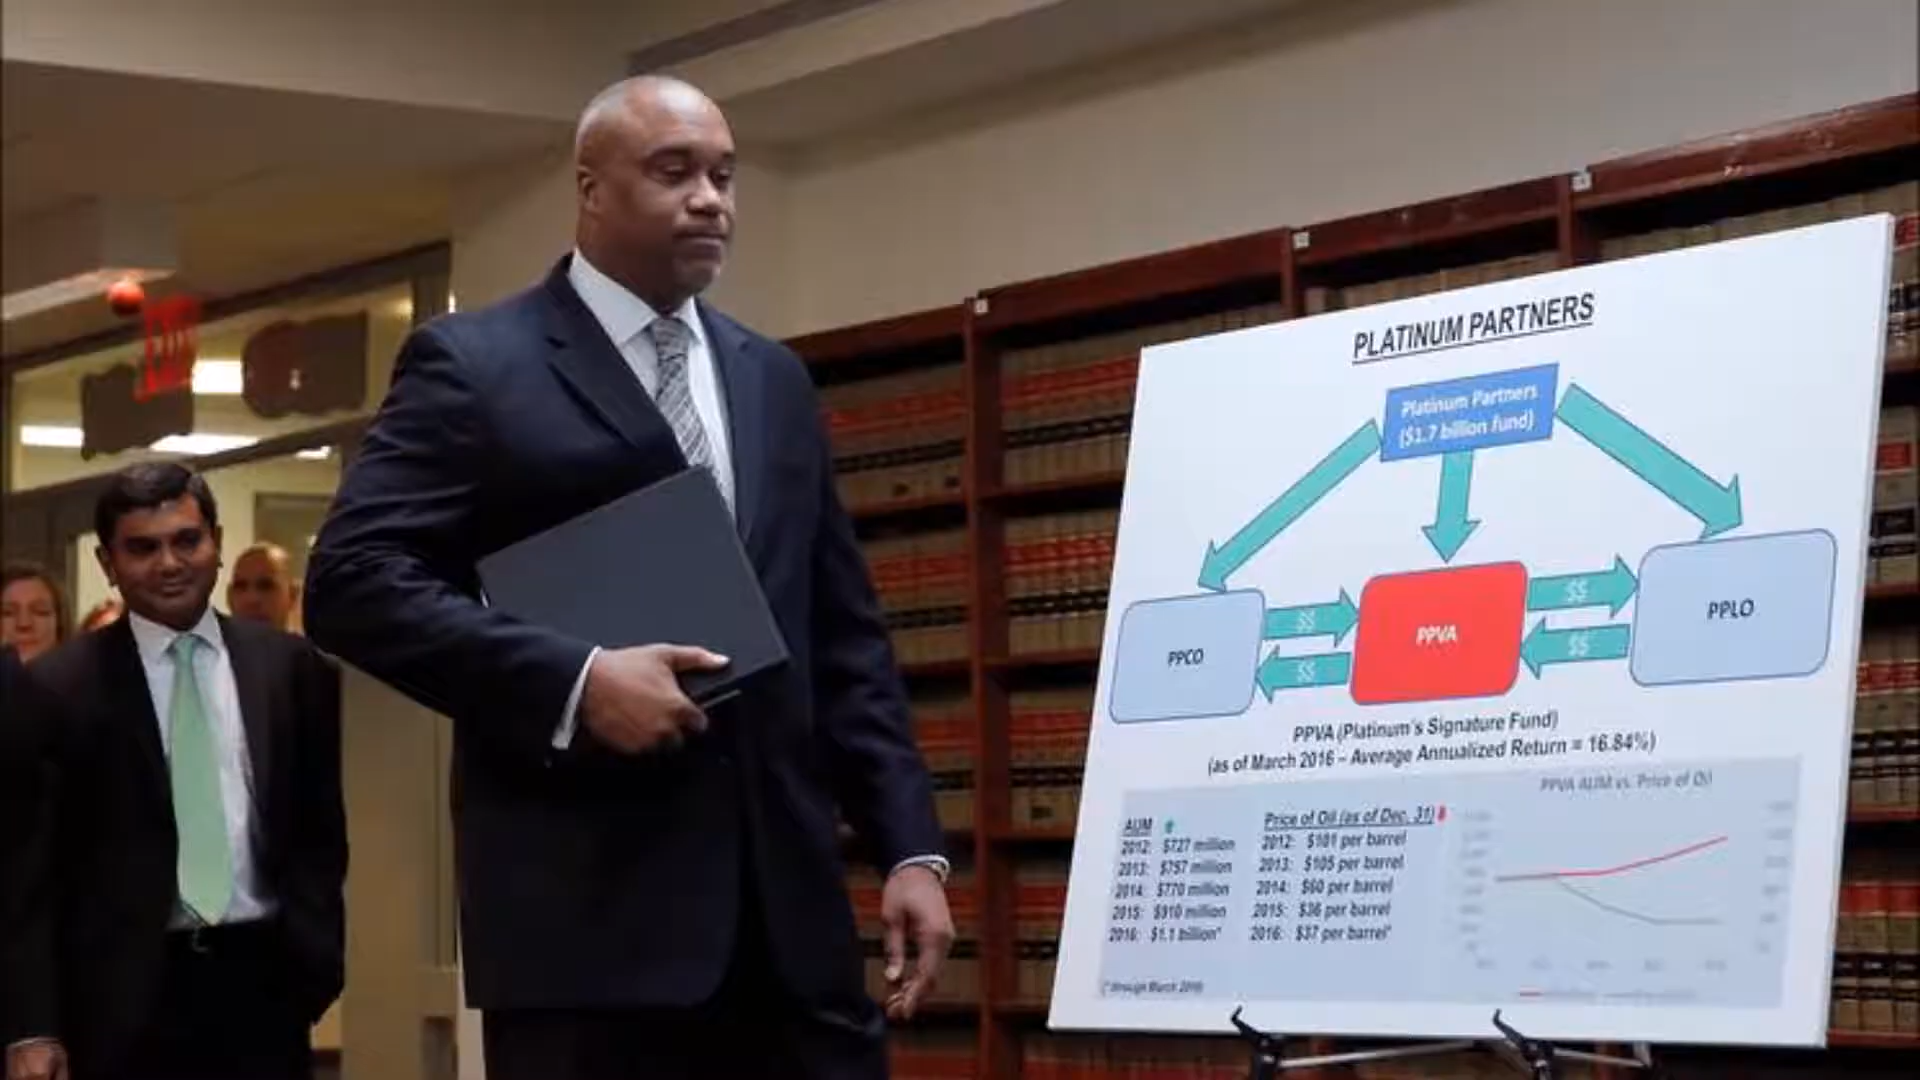 EXIT
PLATINUM PARTNERS
Platinum Partners
($1.7 billion fund)
PPCO
$$
$$
PPVA
$$
$$
PPLO
PPVA (Platinum's Signature Fund)
(as of March 2016 – Average Annualized Return = 16.84%)
AUM
2012: $727 million
2013: $757 million
2014: $770 million
2015: $910 million
2016: $1.1 billion*
Price of Oil (as of Dec. 31)
2012: $101 per barrel
2013: $105 per barrel
2014: $60 per barrel
2015: $36 per barrel
2016: $37 per barrel*
PPVA AUM vs. Price of Oil
(* through March 2016)